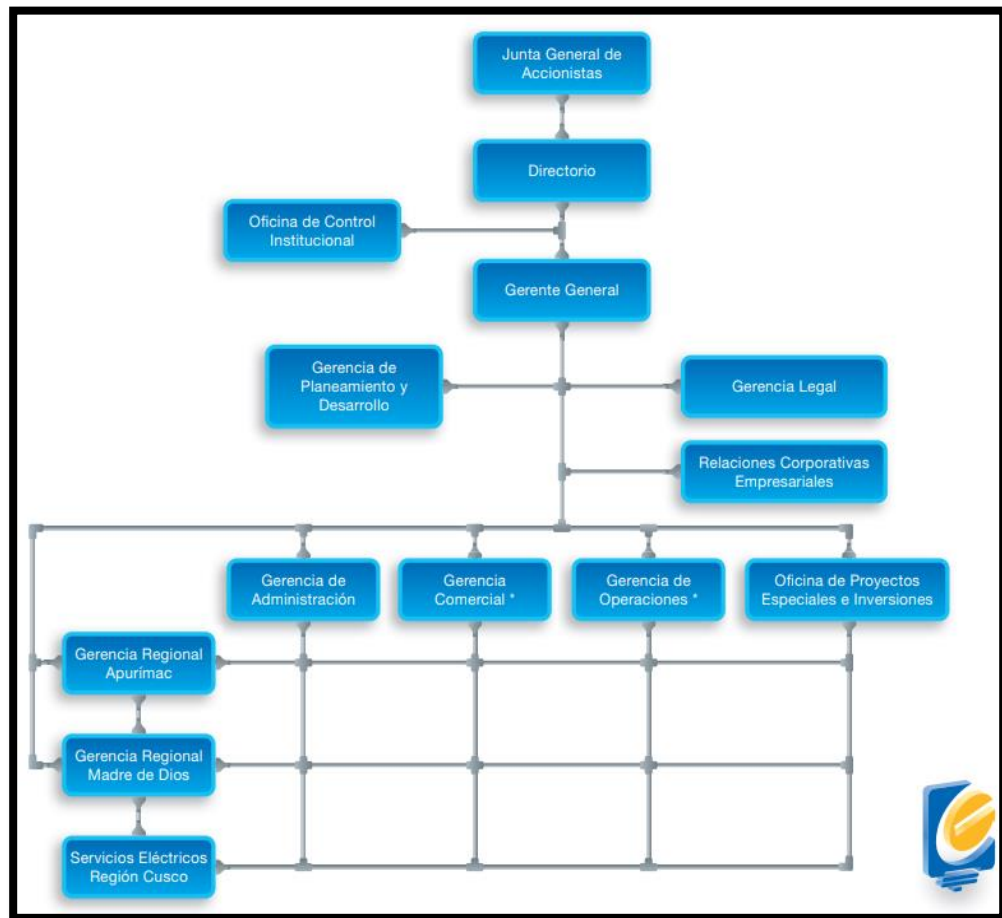 Junta General de
Accionistas
Directorio
Oficina de Control
Institucional
Gerente General
Gerencia de
Planeamiento y
Desarrollo
Gerencia Legal
Relaciones Corporativas
Empresariales
Gerencia de
Administración
Gerencia
Comercial *
Gerencia de
Operaciones *
Oficina de Proyectos
Especiales e Inversiones
Gerencia Regional
Apurímac
Gerencia Regional
Madre de Dios
Servicios Eléctricos
Región Cusco